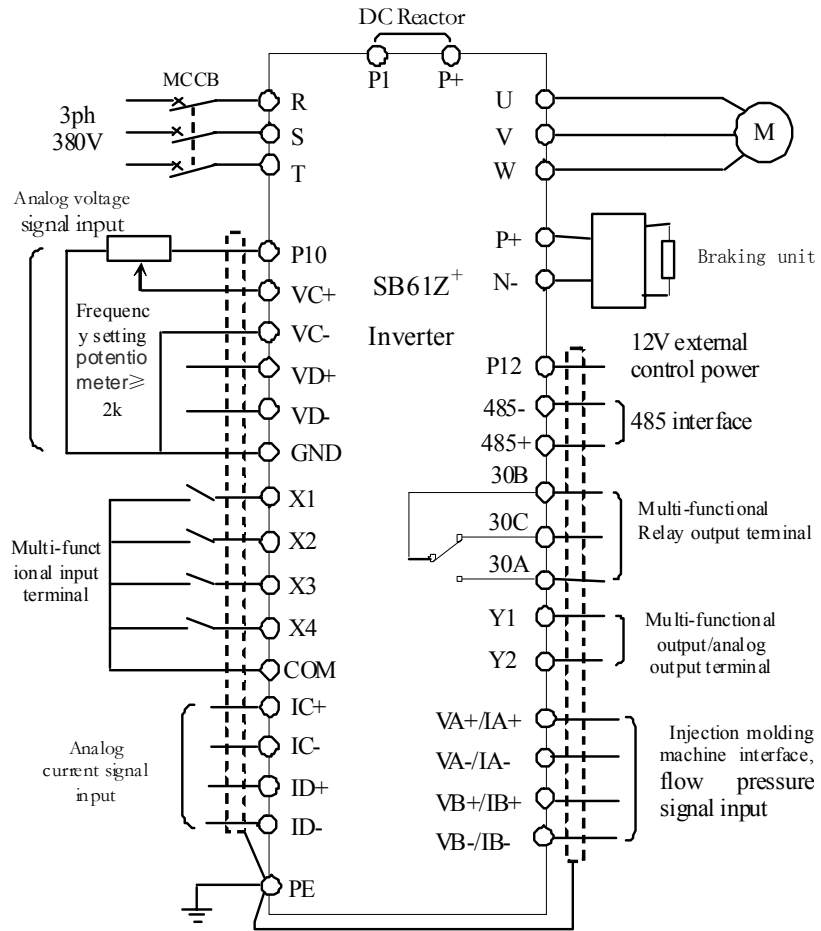 DC Reactor
P1 P+
MCCB
3ph
380V
R
S
T
U
V
W
M
Analog voltage
signal input
P10
VC+
VC-
VD+
VD-
GND
Frequenc
y setting
potentio
meter≥
2k
SB61Z+
Inverter
P+
N-
Braking unit
P12
12V external
control power
485-
485+
485 interface
30B
30C
30A
Multi-functional
Relay output terminal
X1
X2
X3
X4
COM
Multi-funct
ional input
terminal
Y1
Y2
Multi-functional
output/analog
output terminal
IC+
IC-
ID+
ID-
Analog
current signal
input
VA+/IA+
VA-/IA-
VB+/IB+
VB-/IB-
Injection molding
machine interface,
flow pressure
signal input
PE